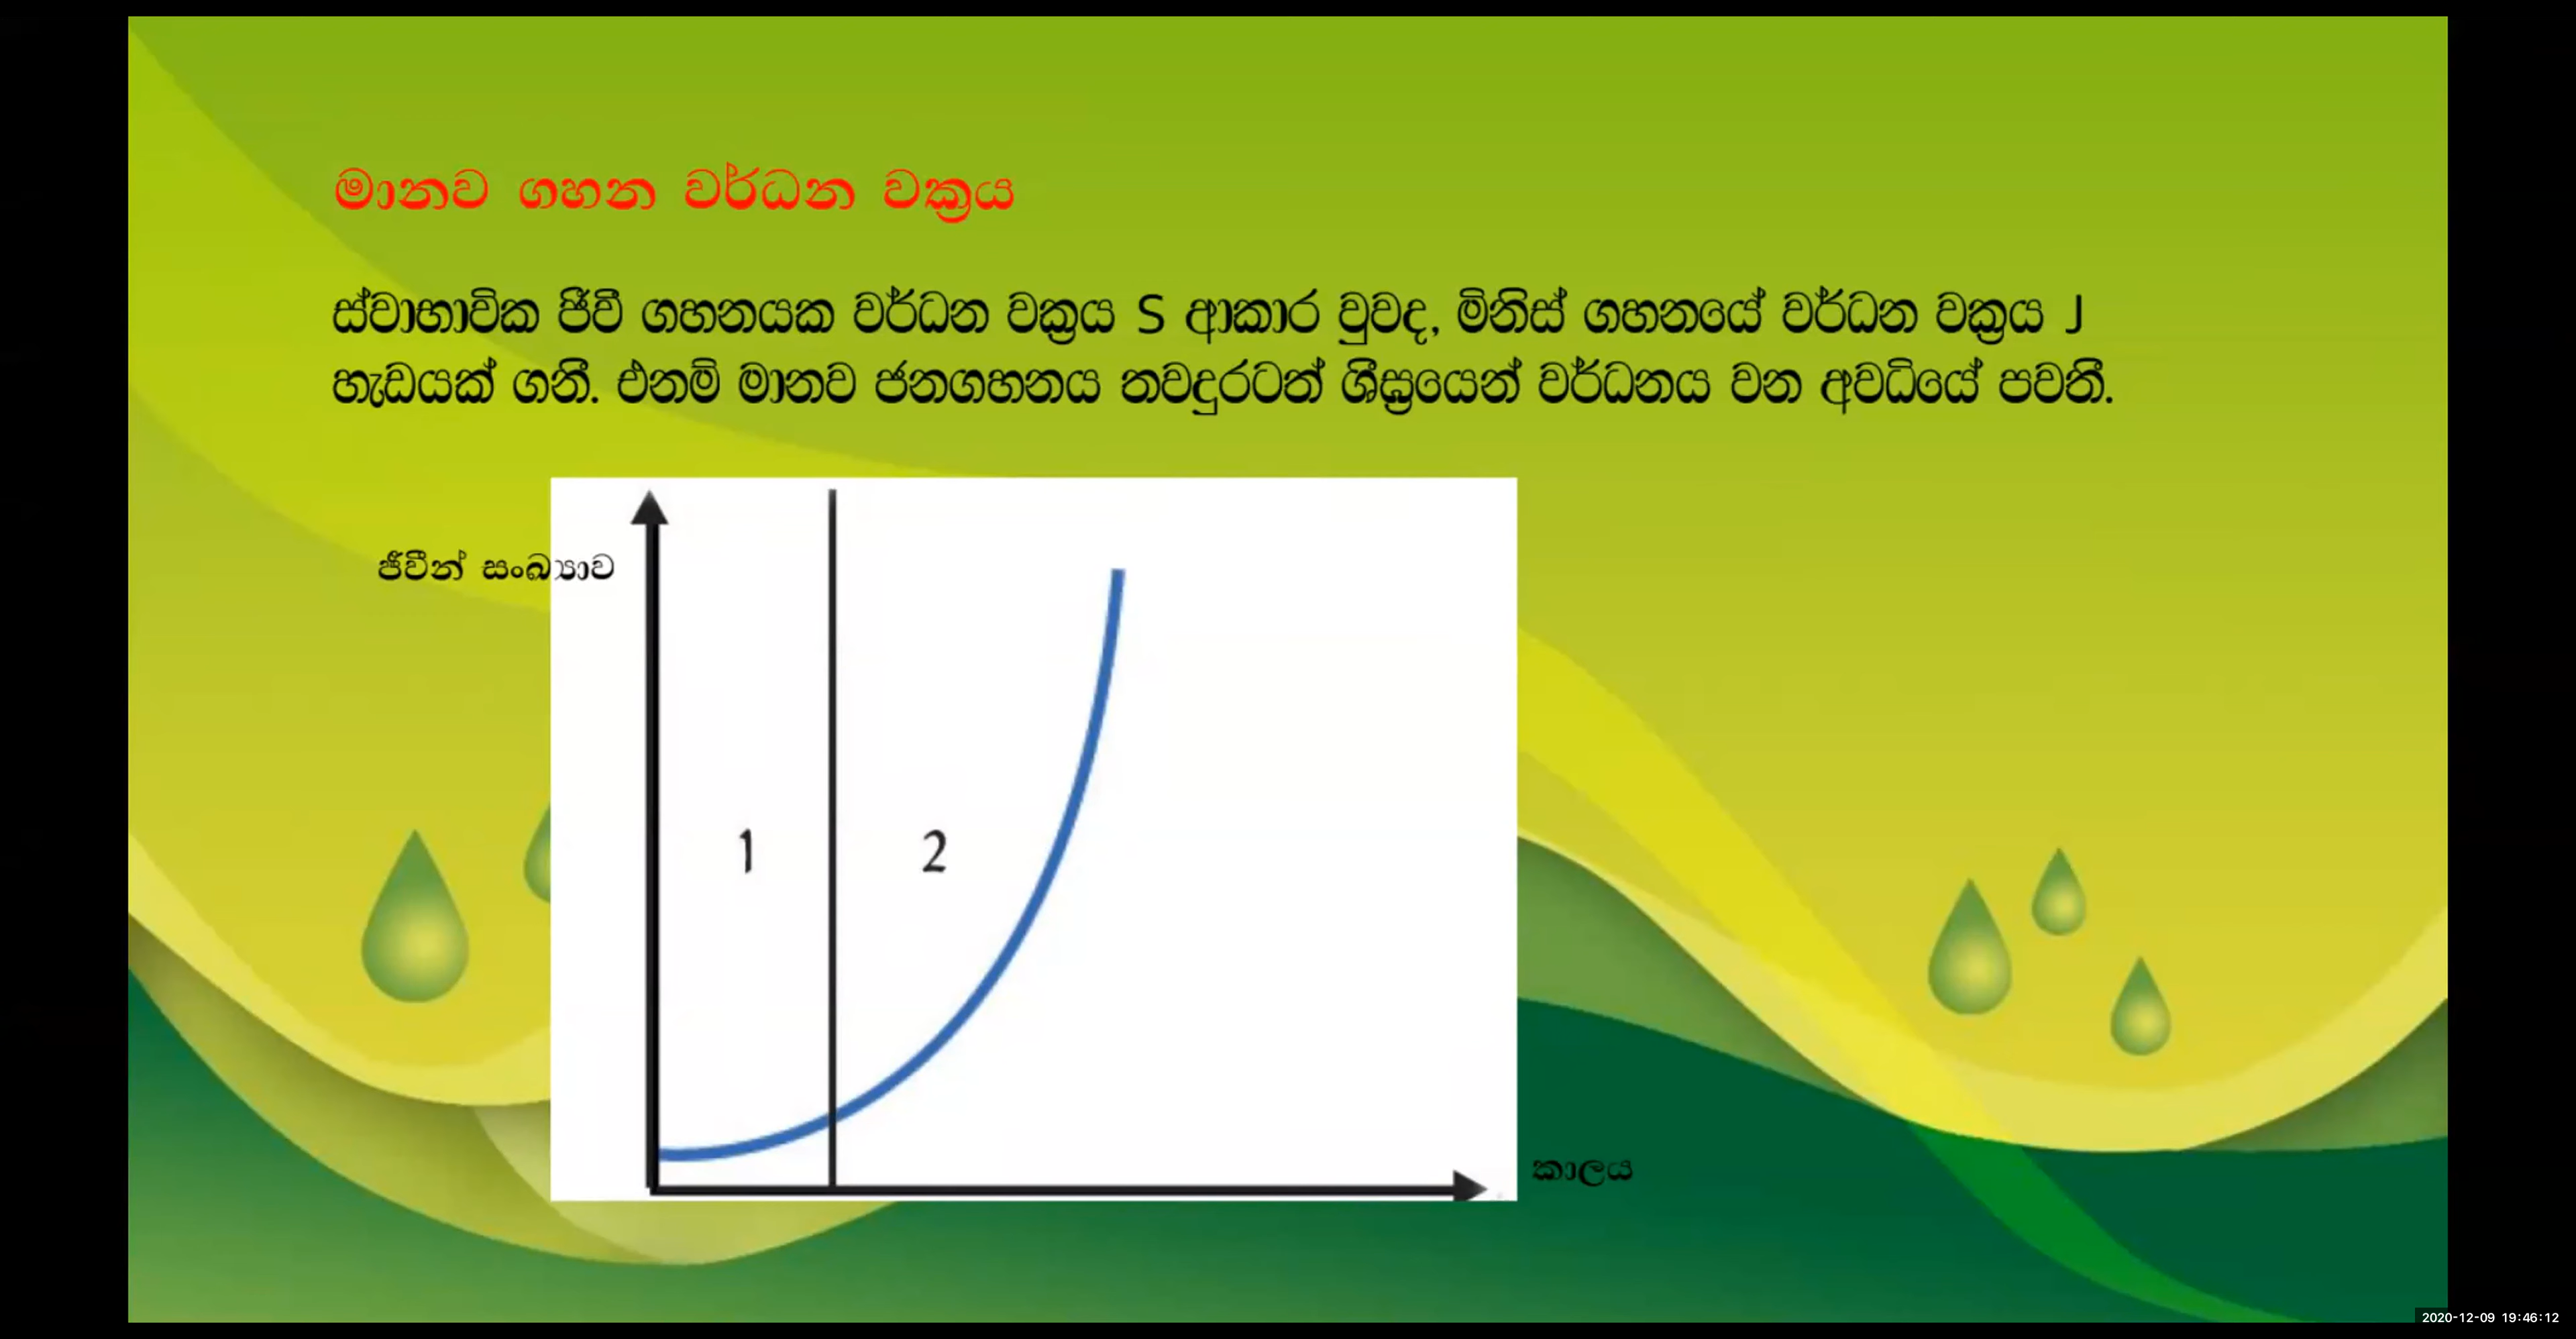 මානව ගහන වර්ධන වක්‍රය
ස්වාභාවික ජීවී ගහනයක වර්ධන වක්‍රය S ආකාර වුවද, මිනිස් ගහනයේ වර්ධන වක්‍රය J
හැඩයක් ගනී. එනම් මානව ජනගහනය තවදුරටත් ශීඝ්‍රයෙන් වර්ධනය වන අවධියේ පවතී.
ජීවීන් සංඛ්‍යාව
1
2
කාලය
2020-12-09 19:46:12